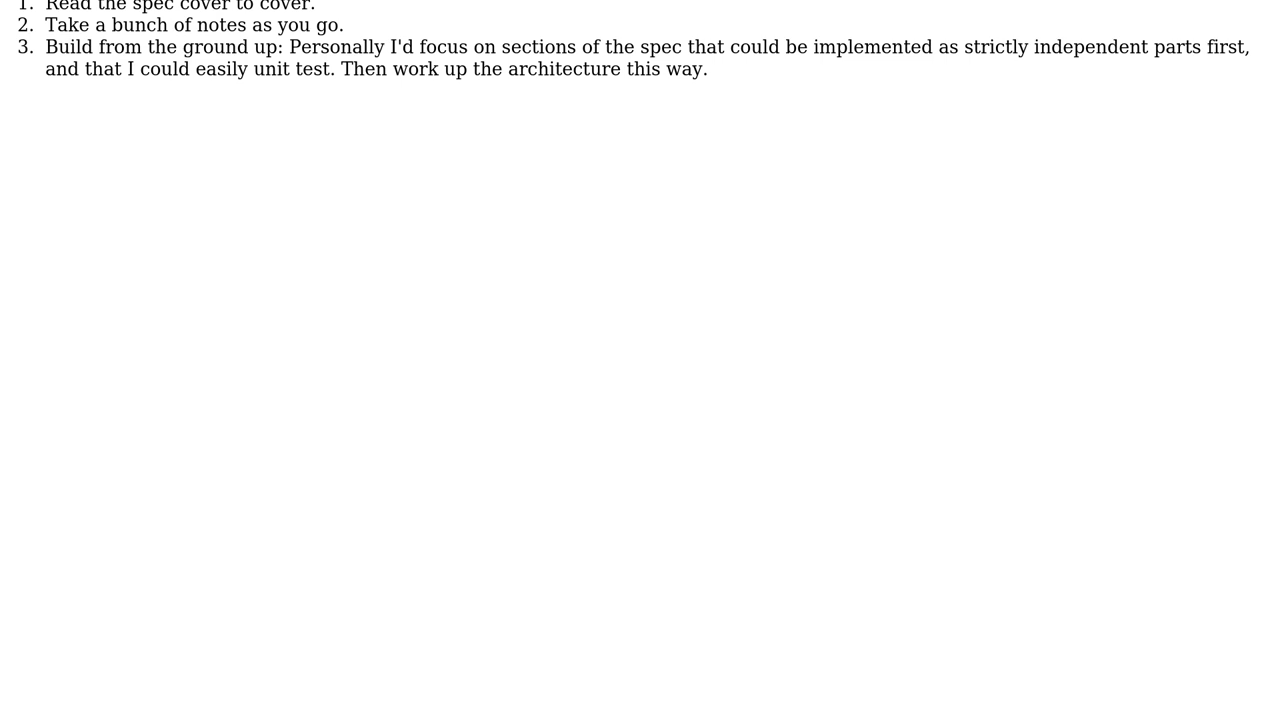 1. Read the spec cover to cover.
2. Take a bunch of notes as you go.
3. Build from the ground up: Personally I'd focus on sections of the spec that could be implemented as strictly independent parts first,
and that I could easily unit test. Then work up the architecture this way.